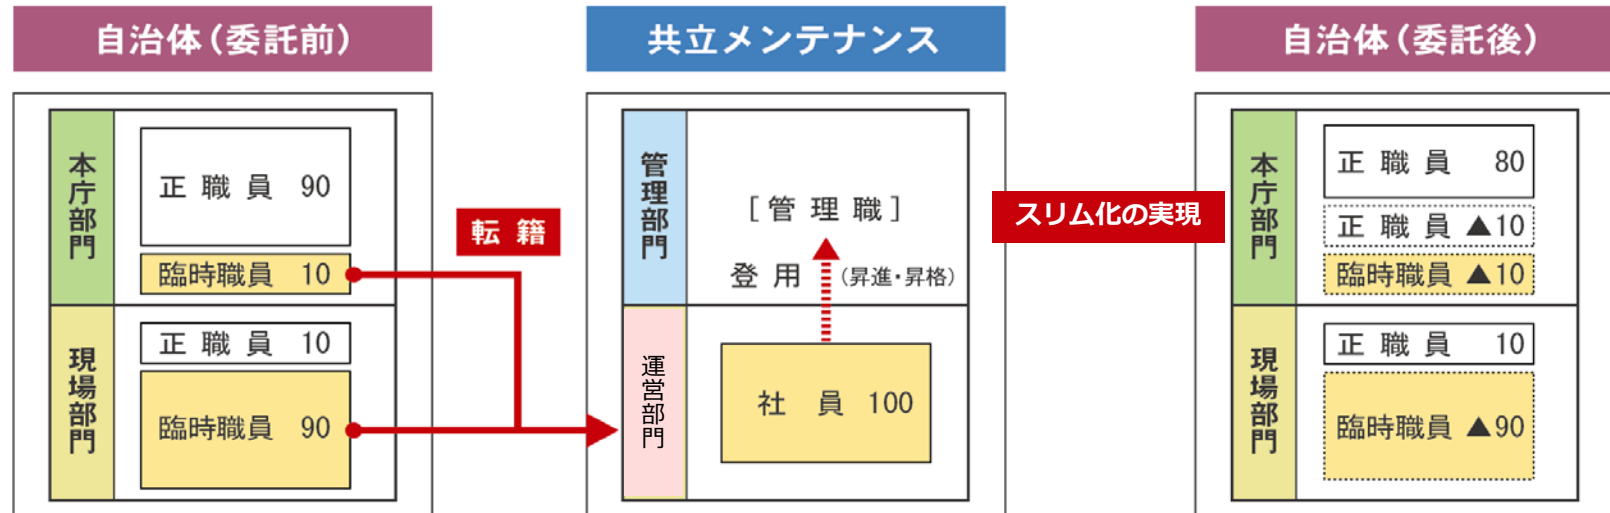 自治体（委託前）
本庁部門
正職員 90
臨時職員 10
現場部門
正職員 10
臨時職員 90
転籍
共立メンテナンス
管理部門
［管理職］
登用（昇進・昇格）
運営部門
社員 100
スリム化の実現
自治体（委託後）
本庁部門
正職員 80
正職員 ▲10
臨時職員 ▲10
現場部門
正職員 10
臨時職員 ▲90